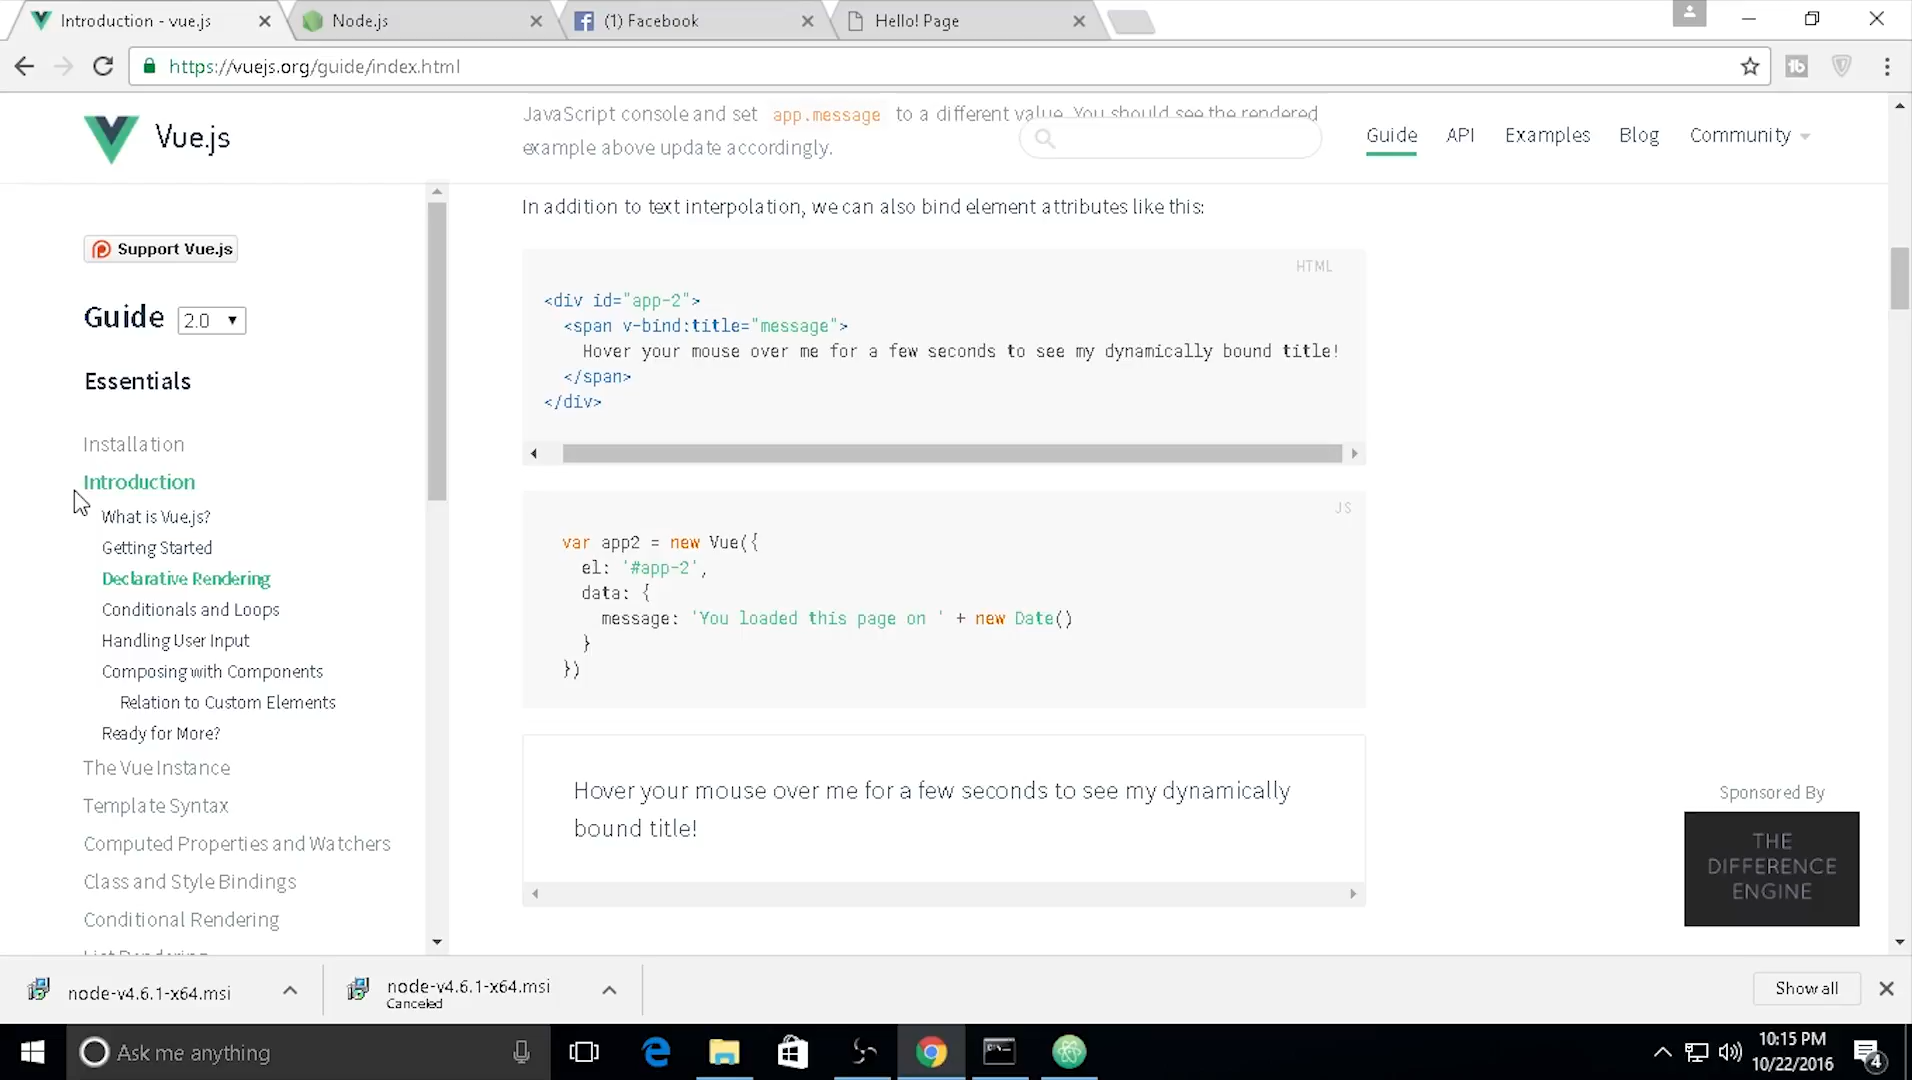 Introduction - vue.js
Node.js
(1) Facebook
Hello! Page
https://vuejs.org/guide/index.html
Vue.js
JavaScript console and set app.message to a different value. You should see the rendered
example above update accordingly.
Guide
API
Examples
Blog
Community
Support Vue.js
Guide
2.0
Essentials
Installation
Introduction
What is Vue.js?
Getting Started
Declarative Rendering
Conditionals and Loops
Handling User Input
Composing with Components
Relation to Custom Elements
Ready for More?
The Vue Instance
Template Syntax
Computed Properties and Watchers
Class and Style Bindings
Conditional Rendering
List Rendering
In addition to text interpolation, we can also bind element attributes like this:
HTML
<div id="app-2">
<span v-bind:title="message">
Hover your mouse over me for a few seconds to see my dynamically bound title!
</span>
</div>
JS
var app2 = new Vue({
el: '#app-2',
data: {
message: 'You loaded this page on ' + new Date()
}
})
Hover your mouse over me for a few seconds to see my dynamically
bound title!
Sponsored By
THE
DIFFERENCE
ENGINE
node-v4.6.1-x64.msi
node-v4.6.1-x64.msi
Canceled
Show all
Ask me anything
10:15 PM
10/22/2016
4